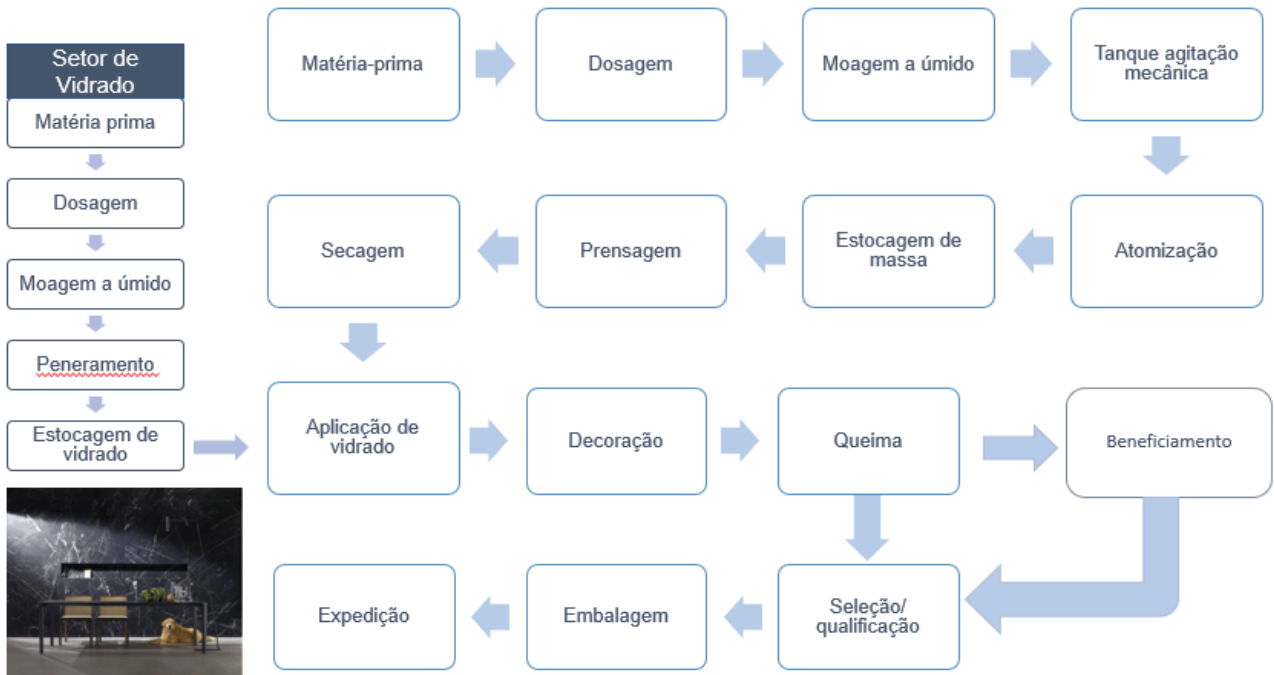 Setor de
Vidrado
Matéria prima
Dosagem
Moagem a úmido
Peneramento
Estocagem de
vidrado
Matéria-prima
Dosagem
Moagem a úmido
Tanque agitação
mecânica
Atomização
Estocagem de
massa
Prensagem
Secagem
Aplicação de
vidrado
Decoração
Queima
Beneficiamento
Seleção/
qualificação
Embalagem
Expedição